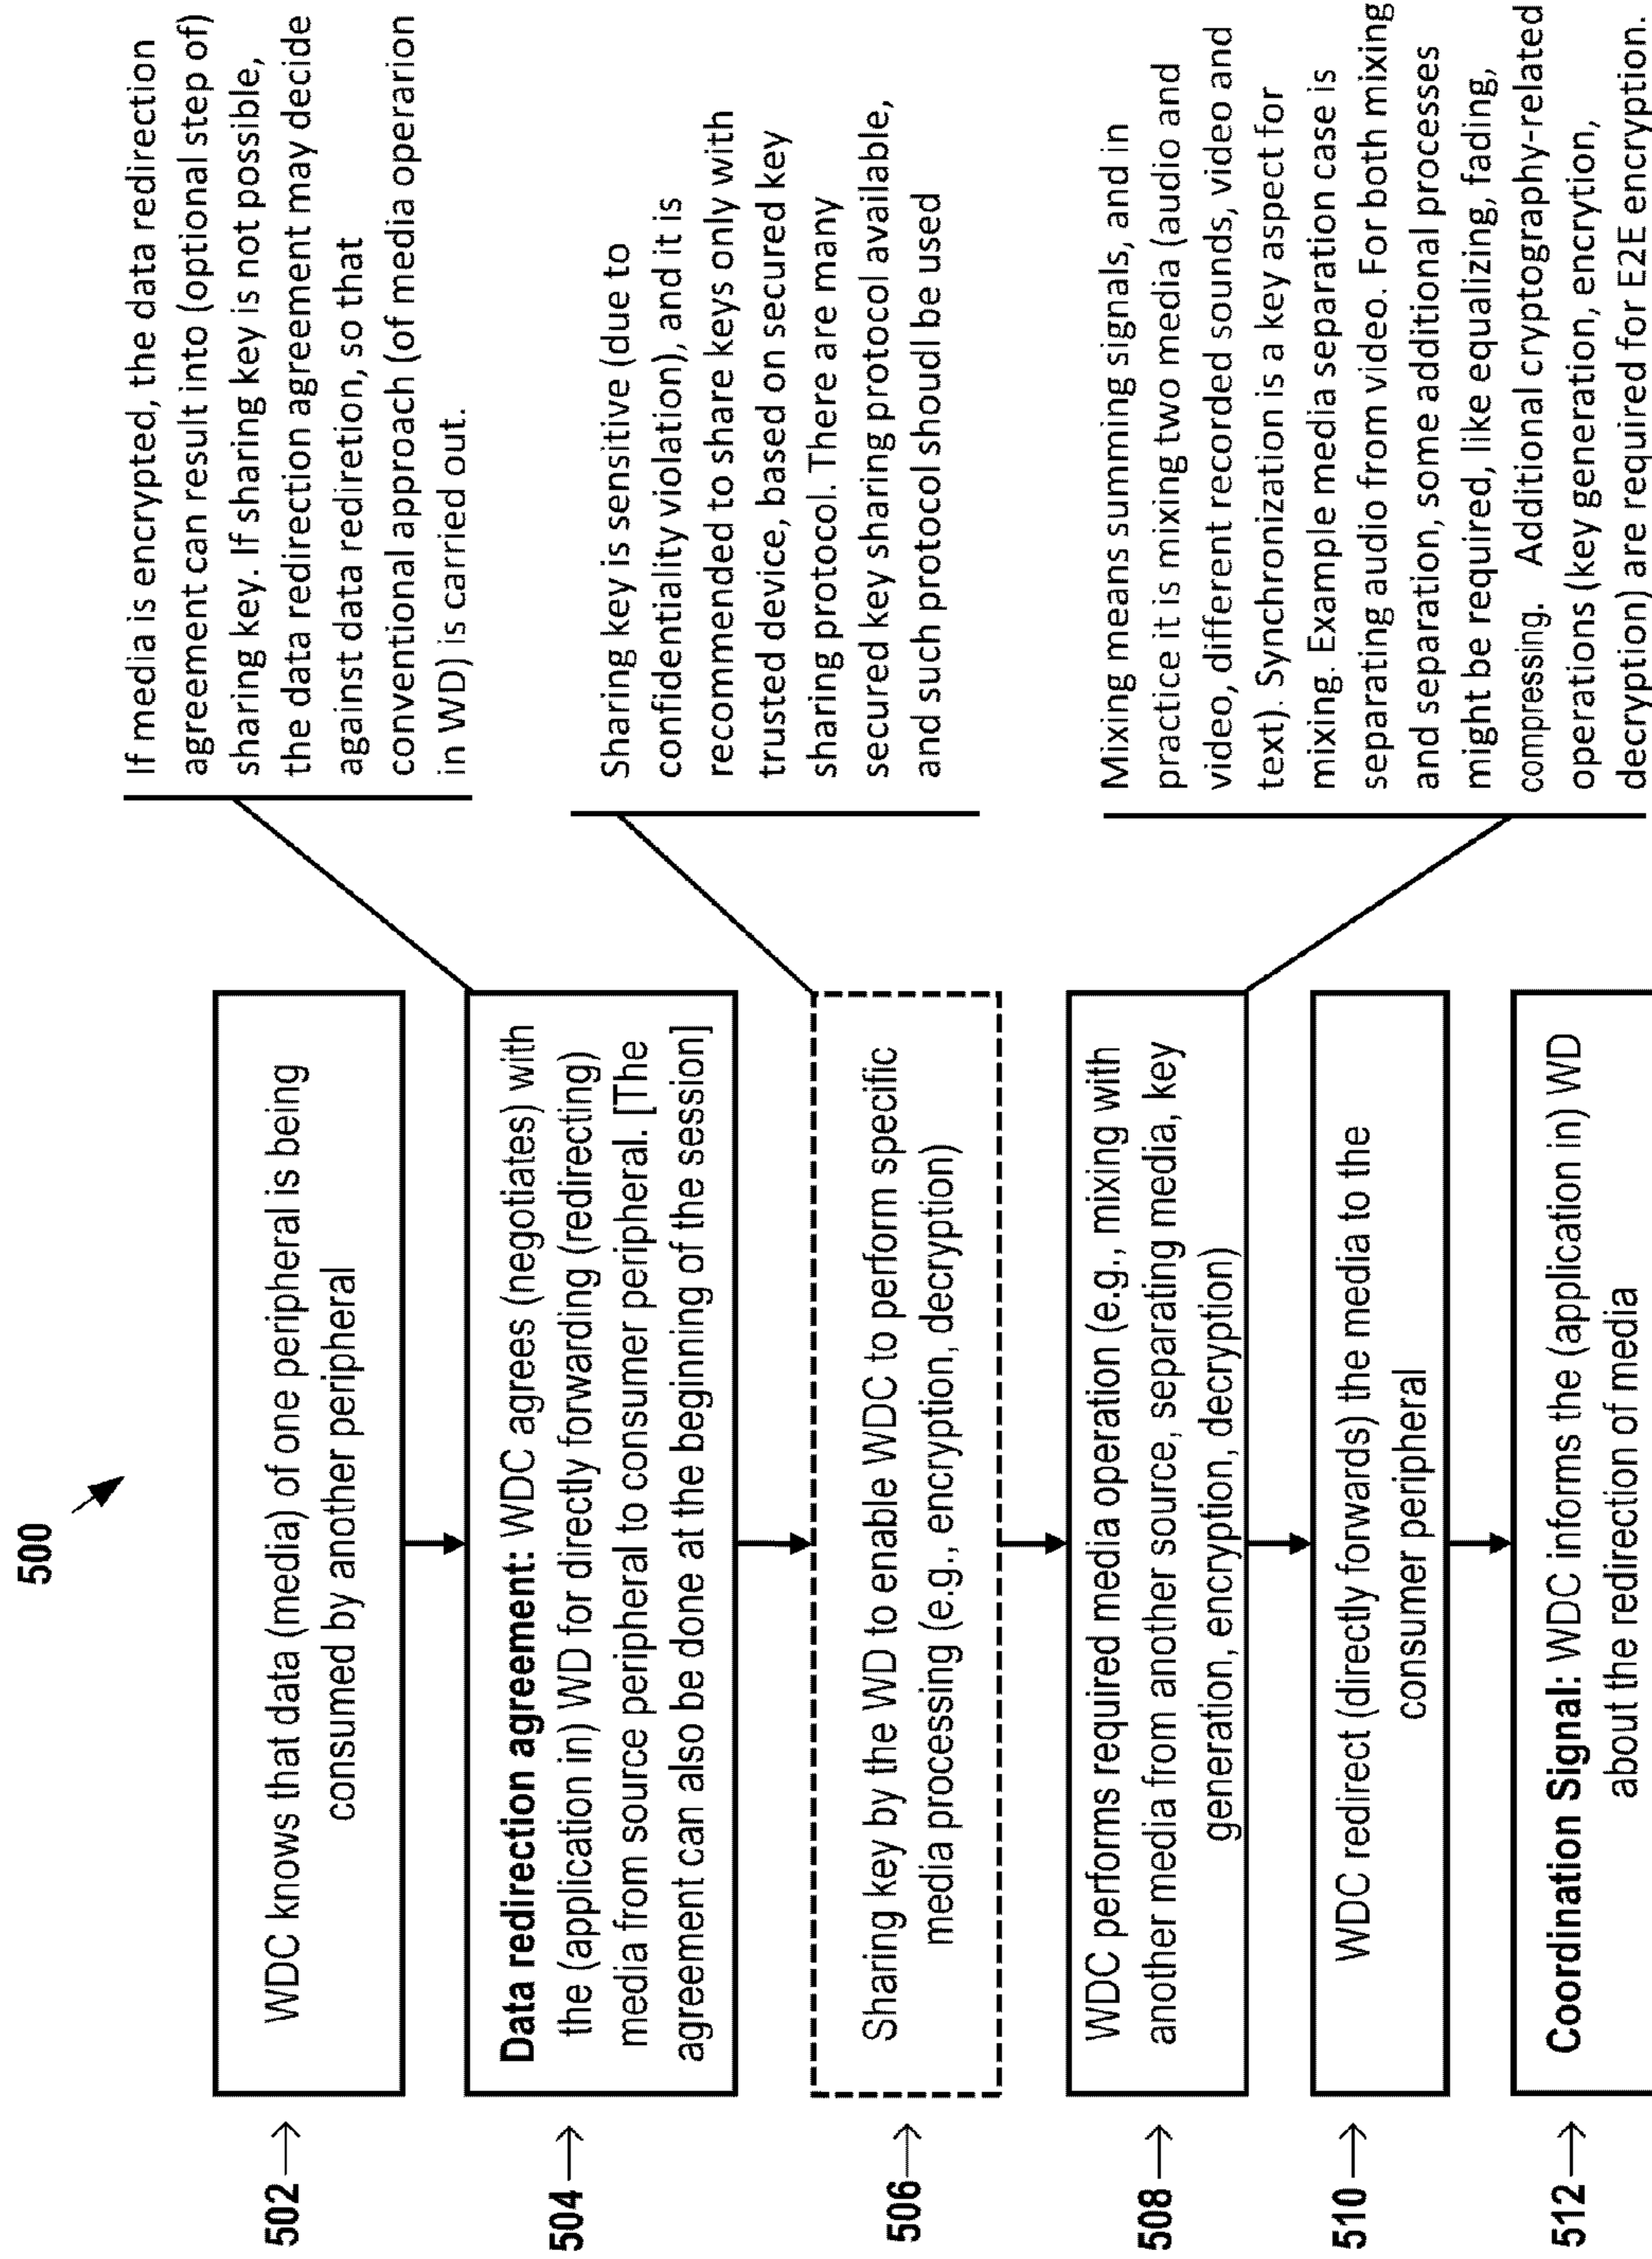 500
502
WDC knows that data (media) of one peripheral is being
consumed by another peripheral
504
Data redirection agreement: WDC agrees (negotiates) with
the (application in) WD for directly forwarding (redirecting)
media from source peripheral to consumer peripheral. [The
agreement can also be done at the beginning of the session]
If media is encrypted, the data redirection
agreement can result into (optional step of)
sharing key. If sharing key is not possible,
the data redirection agreement may decide
against data rediretion, so that
conventional approach (of media operarion
in WD) is carried out.
506
Sharing key by the WD to enable WDC to perform specific
media processing (e.g., encryption, decryption)
Sharing key is sensitive (due to
confidentiality violation), and it is
recommended to share keys only with
trusted device, based on secured key
sharing protocol. There are many
secured key sharing protocol available,
and such protocol shoudl be used
508
WDC performs required media operation (e.g., mixing with
another media from another source, separating media, key
generation, encryption, decryption)
Mixing means summing signals, and in
practice it is mixing two media (audio and
video, different recorded sounds, video and
text). Synchronization is a key aspect for
mixing. Example media separation case is
separating audio from video. For both mixing
and separation, some additional processes
might be required, like equalizing, fading,
compressing. Additional cryptography-related
operations (key generation, encrytion,
decryption) are required for E2E encryption.
510
WDC redirect (directly forwards) the media to the
consumer peripheral
512
Coordination Signal: WDC informs the (application in) WD
about the redirection of media